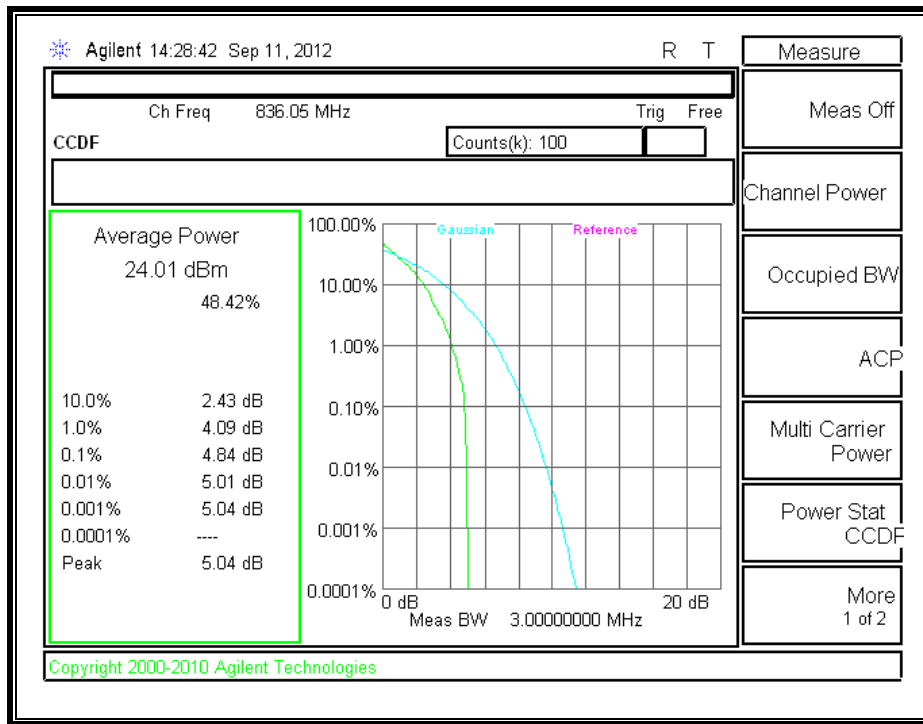 Agilent 14:28:42 Sep 11, 2012 R T
Measure
Ch Freq 836.05 MHz Trig Free
CCDF Counts(k): 100
Average Power
24.01 dBm
48.42%
10.0% 2.43 dB
1.0% 4.09 dB
0.1% 4.84 dB
0.01% 5.01 dB
0.001% 5.04 dB
0.0001% ----
Peak 5.04 dB
Gaussian Reference
100.00%
10.00%
1.00%
0.10%
0.01%
0.001%
0.0001%
0 dB 20 dB
Meas BW 3.00000000 MHz
Meas Off
Channel Power
Occupied BW
ACP
Multi Carrier
Power
Power Stat
CCDF
More
1 of 2
Copyright 2000-2010 Agilent Technologies